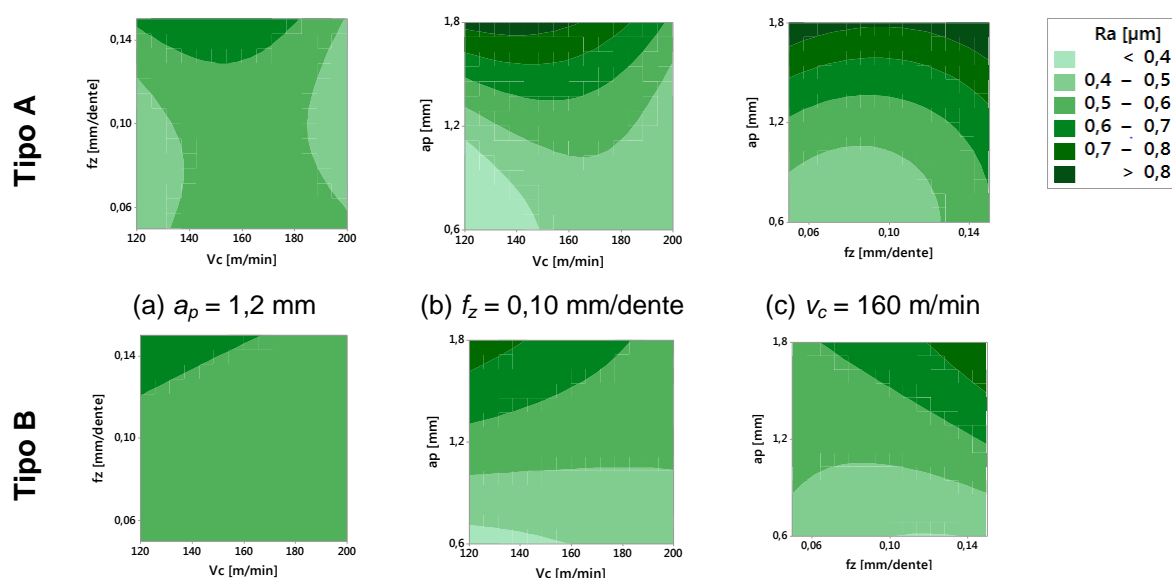 Tipo A
fz [mm/dente]
0,14
0,10
0,06
120 140 160 180 200
Vc [m/min]
ap [mm]
1,8
1,2
0,6
120 140 160 180 200
Vc [m/min]
ap [mm]
1,8
1,2
0,6
0,06 0,10 0,14
fz [mm/dente]
Ra [µm]
< 0,4
0,4 – 0,5
0,5 – 0,6
0,6 – 0,7
0,7 – 0,8
> 0,8
(a) ap = 1,2 mm (b) fz = 0,10 mm/dente (c) vc = 160 m/min
Tipo B
fz [mm/dente]
0,14
0,10
0,06
120 140 160 180 200
Vc [m/min]
ap [mm]
1,8
1,2
0,6
120 140 160 180 200
Vc [m/min]
ap [mm]
1,8
1,2
0,6
0,06 0,10 0,14
fz [mm/dente]